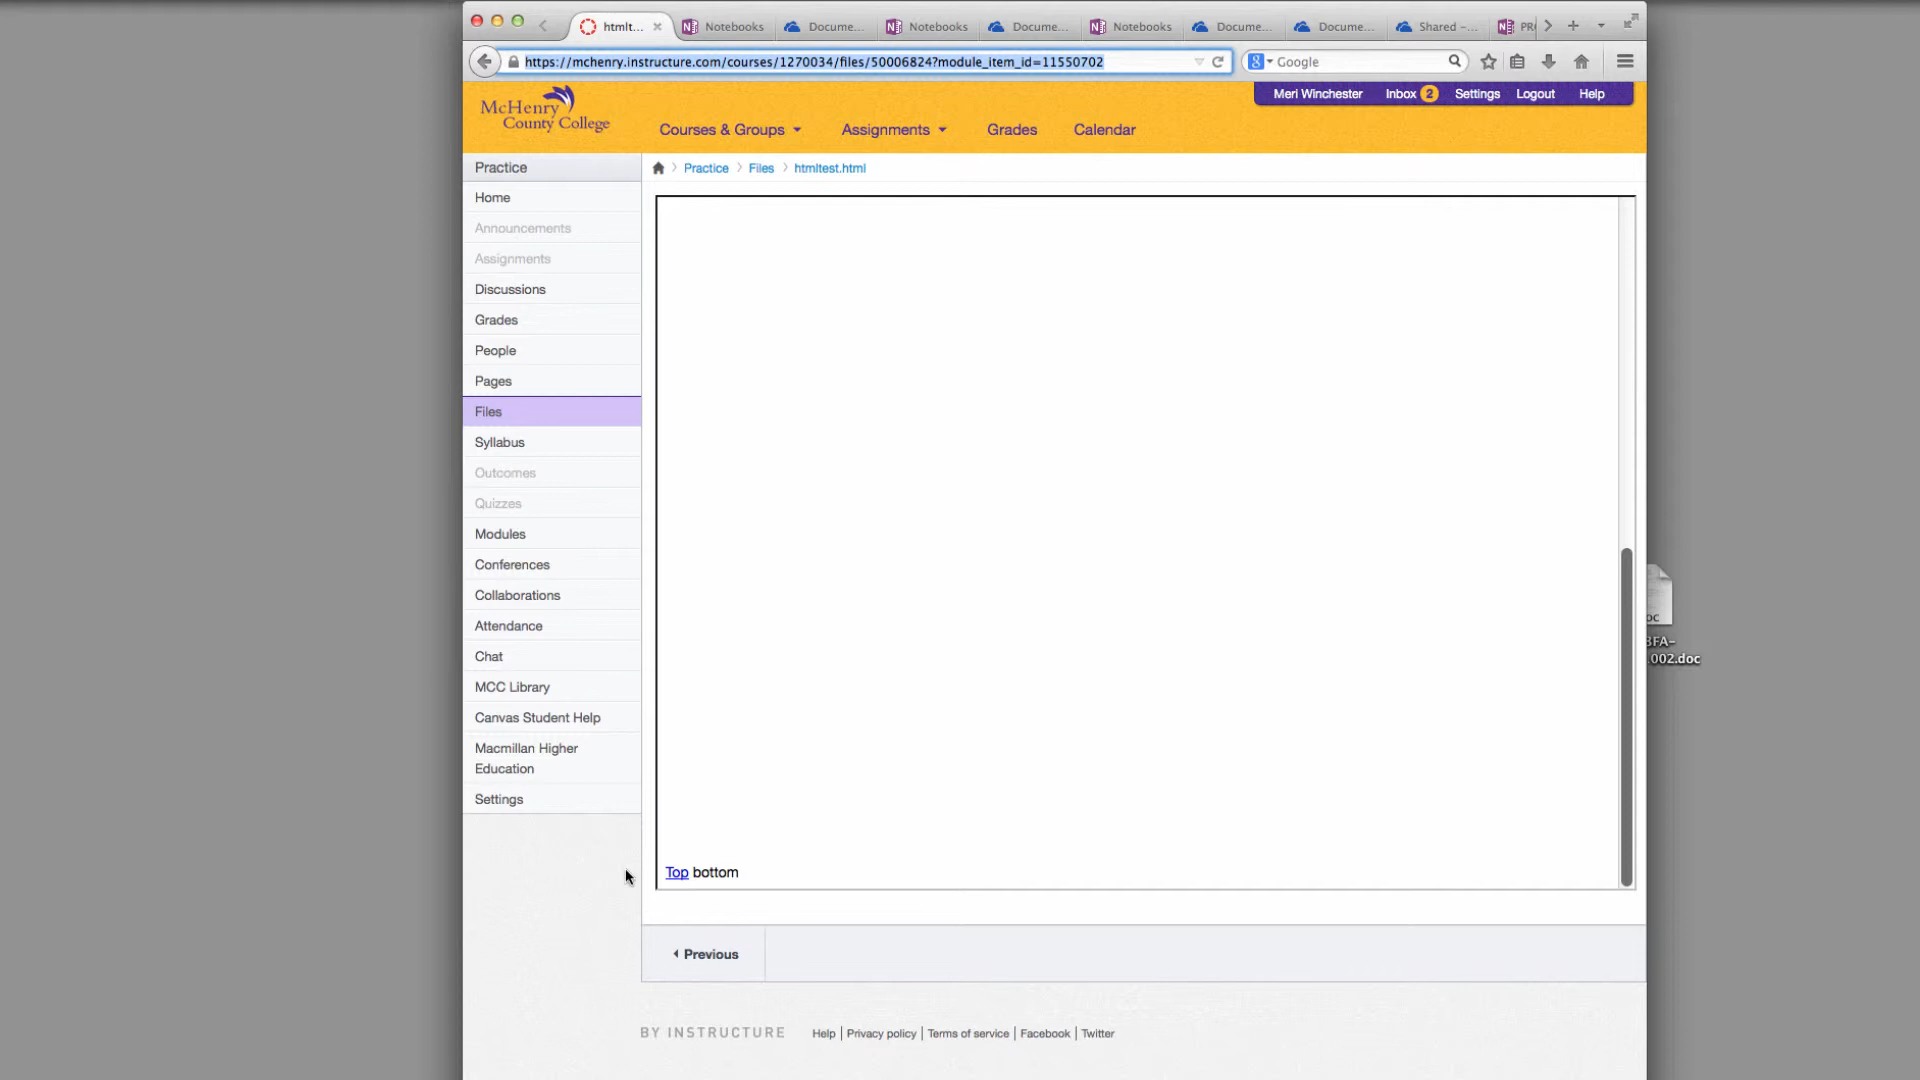 htmlt...
Notebooks
Docume...
Notebooks
Docume...
Notebooks
Docume...
Docume...
Shared –...
https://mchenry.instructure.com/courses/1270034/files/50006824?module_item_id=11550702
Google
McHenry
County College
Meri Winchester
Inbox 2
Settings
Logout
Help
Courses & Groups
Assignments
Grades
Calendar
Practice
Practice
Files
htmltest.html
Home
Announcements
Assignments
Discussions
Grades
People
Pages
Files
Syllabus
Outcomes
Quizzes
Modules
Conferences
Collaborations
Attendance
Chat
MCC Library
Canvas Student Help
Macmillan Higher
Education
Settings
Top bottom
Previous
BY INSTRUCTURE
Help | Privacy policy | Terms of service | Facebook | Twitter
002.doc